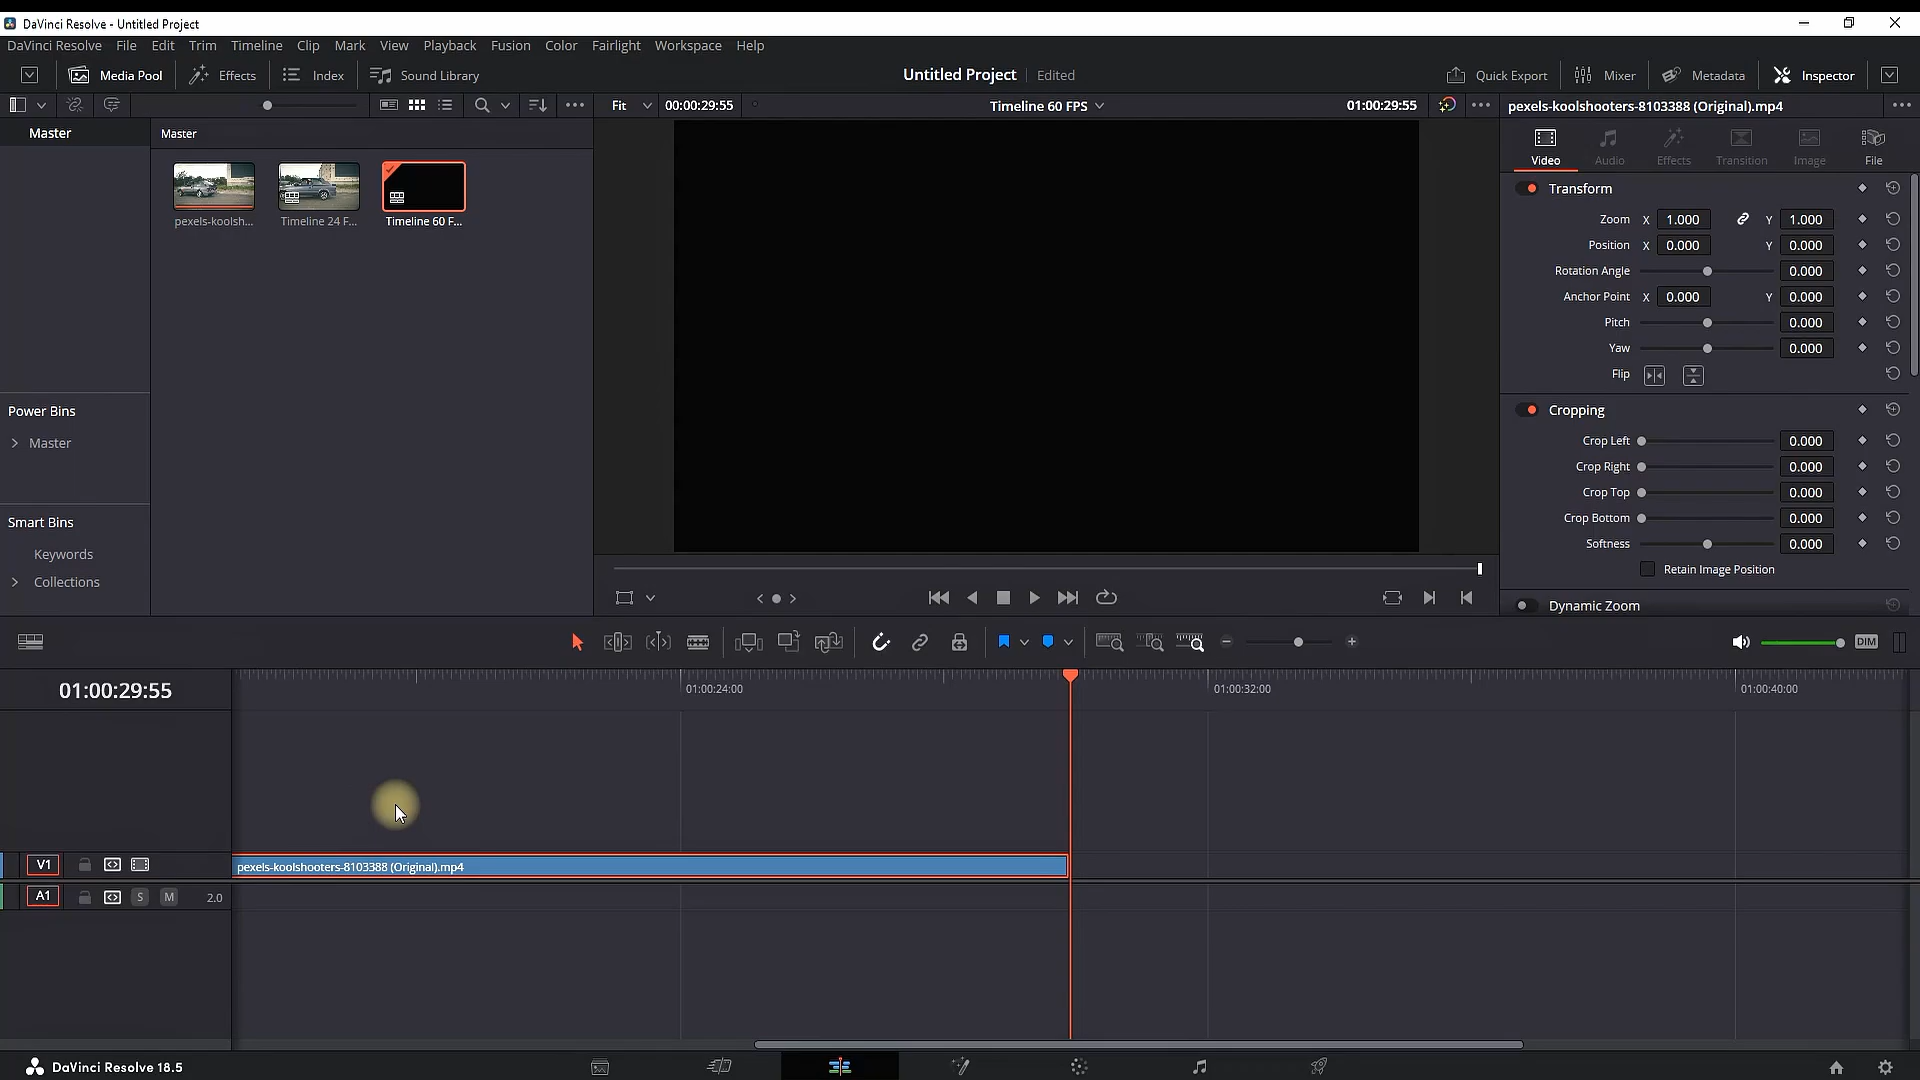 DaVinci Resolve - Untitled Project
DaVinci Resolve File Edit Trim Timeline Clip Mark View Playback Fusion Color Fairlight Workspace Help
Media Pool Effects Index Sound Library Untitled Project Edited Quick Export Mixer Metadata Inspector
Fit 00:00:29:55 Timeline 60 FPS 01:00:29:55 pexels-koolshooters-8103388 (Original).mp4
Master Master
Video Audio Effects Transition Image File
pexels-koolsh... Timeline 24 F... Timeline 60 F...
Transform
Zoom X 1.000 Y 1.000
Position X 0.000 Y 0.000
Rotation Angle 0.000
Anchor Point X 0.000 Y 0.000
Pitch 0.000
Yaw 0.000
Flip
Cropping
Crop Left 0.000
Crop Right 0.000
Crop Top 0.000
Crop Bottom 0.000
Softness 0.000
Retain Image Position
Dynamic Zoom
Power Bins
Master
Smart Bins
Keywords
Collections
DIM
01:00:29:55 01:00:24:00 01:00:32:00 01:00:40:00
V1 pexels-koolshooters-8103388 (Original).mp4
A1 S M 2.0
DaVinci Resolve 18.5